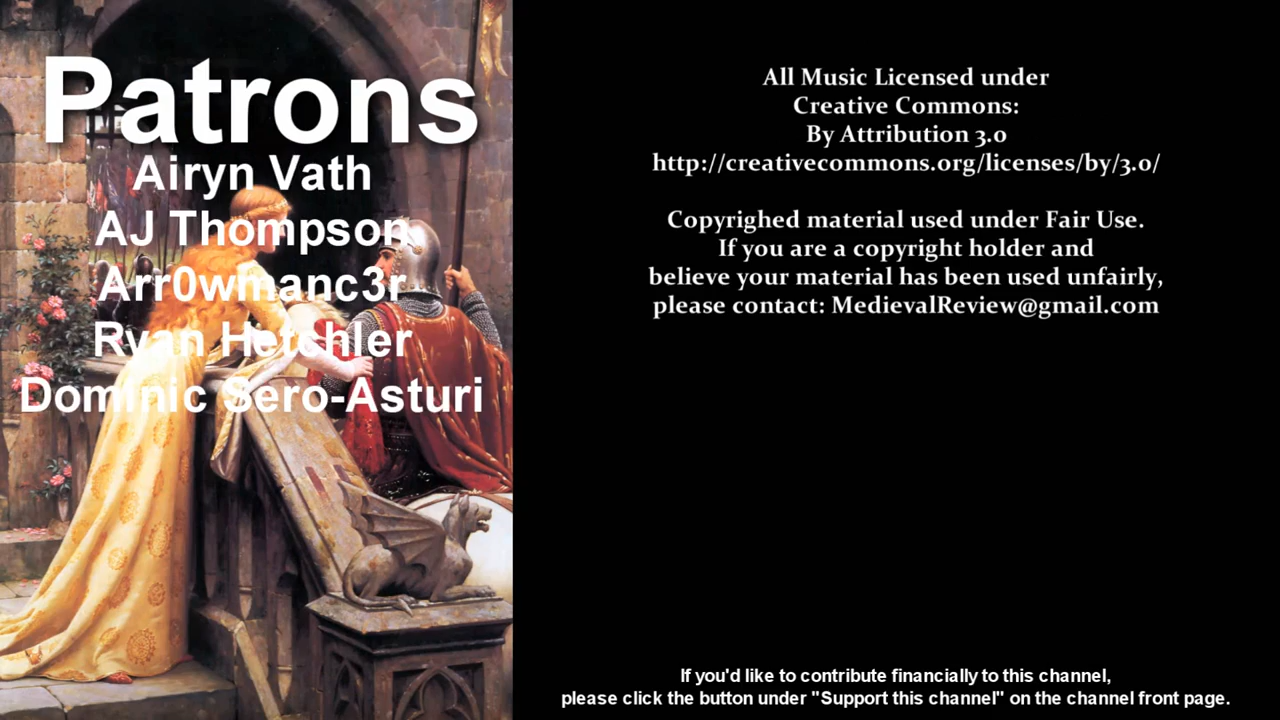 Patrons
Airyn Vath
AJ Thompson
Arr0wmanc3r
Ryan Hetchler
Dominic Sero-Asturi
All Music Licensed under
Creative Commons:
By Attribution 3.0
http://creativecommons.org/licenses/by/3.0/
Copyrighed material used under Fair Use.
If you are a copyright holder and
believe your material has been used unfairly,
please contact: MedievalReview@gmail.com
If you'd like to contribute financially to this channel,
please click the button under "Support this channel" on the channel front page.